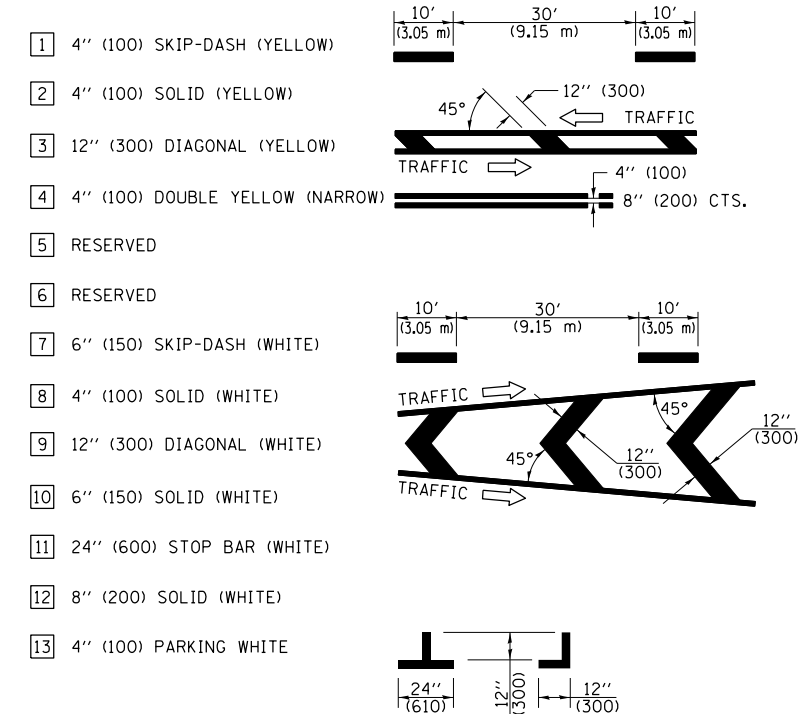 10' 30' 10'
(3.05 m) (9.15 m) (3.05 m)
1 4" (100) SKIP-DASH (YELLOW)
2 4" (100) SOLID (YELLOW)
12" (300)
45°
TRAFFIC
3 12" (300) DIAGONAL (YELLOW)
TRAFFIC
4" (100)
4 4" (100) DOUBLE YELLOW (NARROW)
8" (200) CTS.
5 RESERVED
6 RESERVED
10' 30' 10'
(3.05 m) (9.15 m) (3.05 m)
7 6" (150) SKIP-DASH (WHITE)
8 4" (100) SOLID (WHITE)
TRAFFIC
45°
12"
(300)
9 12" (300) DIAGONAL (WHITE)
12"
(300)
45°
TRAFFIC
10 6" (150) SOLID (WHITE)
11 24" (600) STOP BAR (WHITE)
12 8" (200) SOLID (WHITE)
13 4" (100) PARKING WHITE
24"
(610)
12"
(300)
12"
(300)